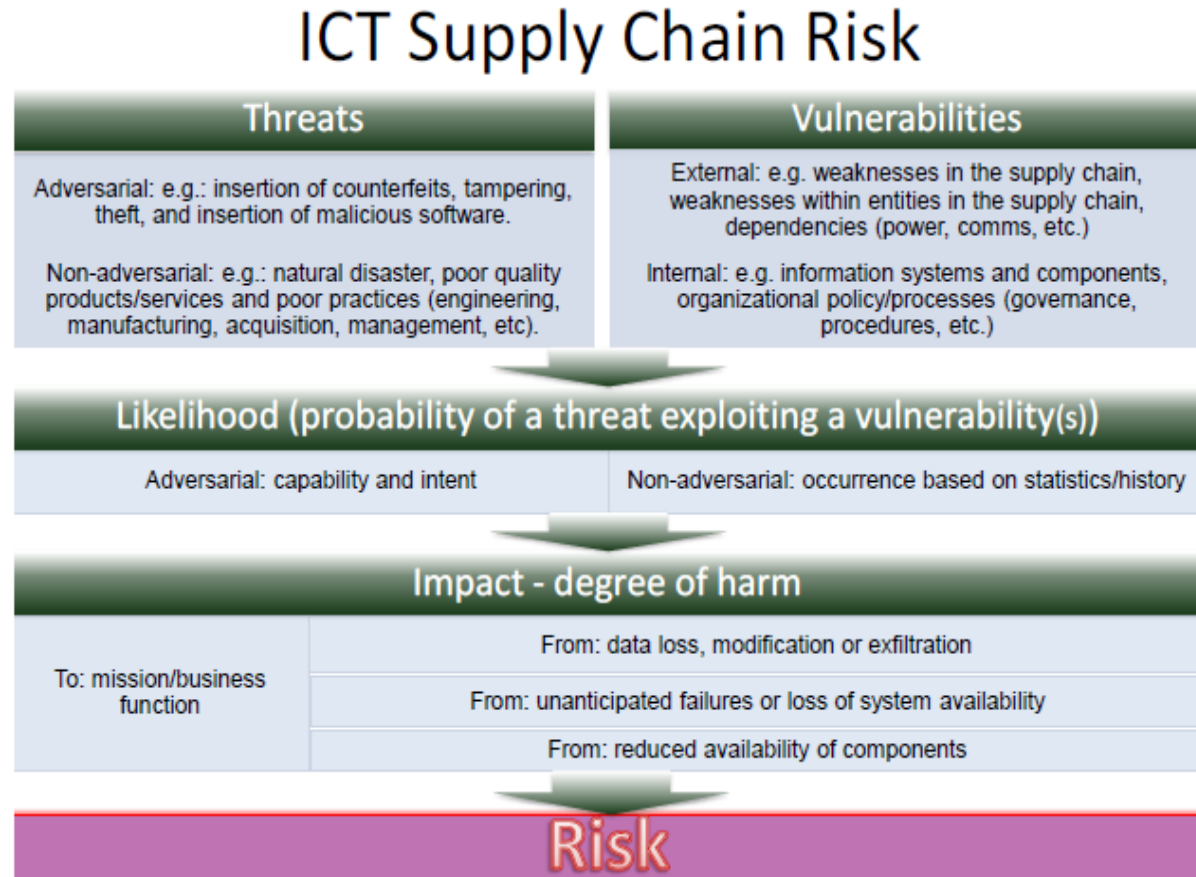 ICT Supply Chain Risk
Threats
Adversarial: e.g.: insertion of counterfeits, tampering,
theft, and insertion of malicious software.
Non-adversarial: e.g.: natural disaster, poor quality
products/services and poor practices (engineering,
manufacturing, acquisition, management, etc).
Vulnerabilities
External: e.g. weaknesses in the supply chain,
weaknesses within entities in the supply chain,
dependencies (power, comms, etc.)
Internal: e.g. information systems and components,
organizational policy/processes (governance,
procedures, etc.)
Likelihood (probability of a threat exploiting a vulnerability(s))
Adversarial: capability and intent
Non-adversarial: occurrence based on statistics/history
Impact - degree of harm
To: mission/business
function
From: data loss, modification or exfiltration
From: unanticipated failures or loss of system availability
From: reduced availability of components
Risk